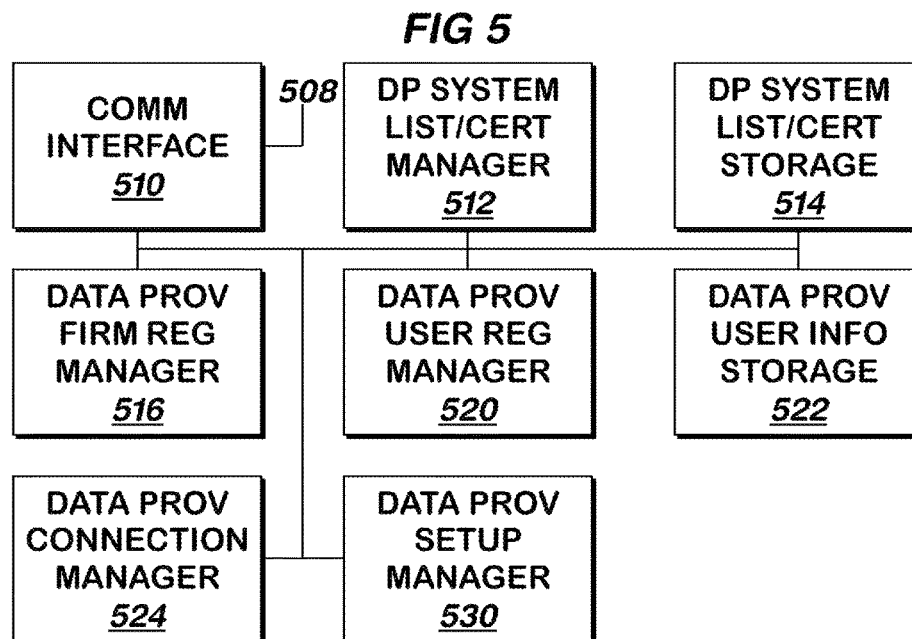 FIG 5
COMM
INTERFACE
510
508
DP SYSTEM
LIST/CERT
MANAGER
512
DP SYSTEM
LIST/CERT
STORAGE
514
DATA PROV
FIRM REG
MANAGER
516
DATA PROV
USER REG
MANAGER
520
DATA PROV
USER INFO
STORAGE
522
DATA PROV
CONNECTION
MANAGER
524
DATA PROV
SETUP
MANAGER
530